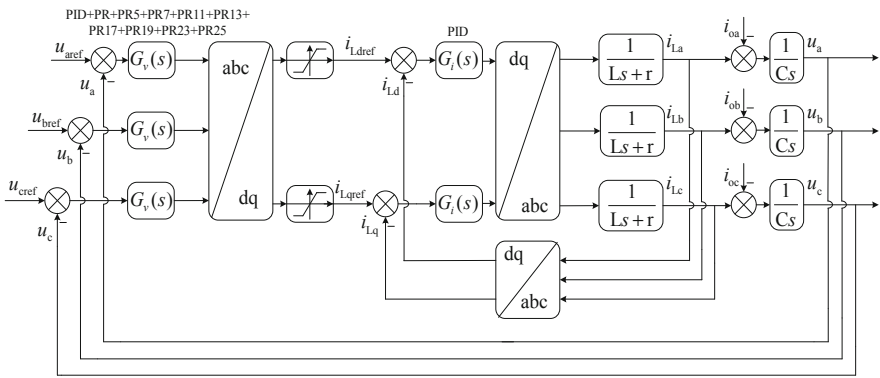 PID+PR+PR5+PR7+PR11+PR13+
PR17+PR19+PR23+PR25
u_aref
u_a
−
G_v(s)
abc
dq
i_Ldref
i_Ld
−
PID
G_i(s)
dq
abc
1
Ls+r
i_La
i_oa
−
1
Cs
u_a
u_bref
u_b
−
G_v(s)
1
Ls+r
i_Lb
i_ob
−
1
Cs
u_b
u_cref
u_c
−
G_v(s)
i_Lqref
i_Lq
−
G_i(s)
1
Ls+r
i_Lc
i_oc
−
1
Cs
u_c
dq
abc